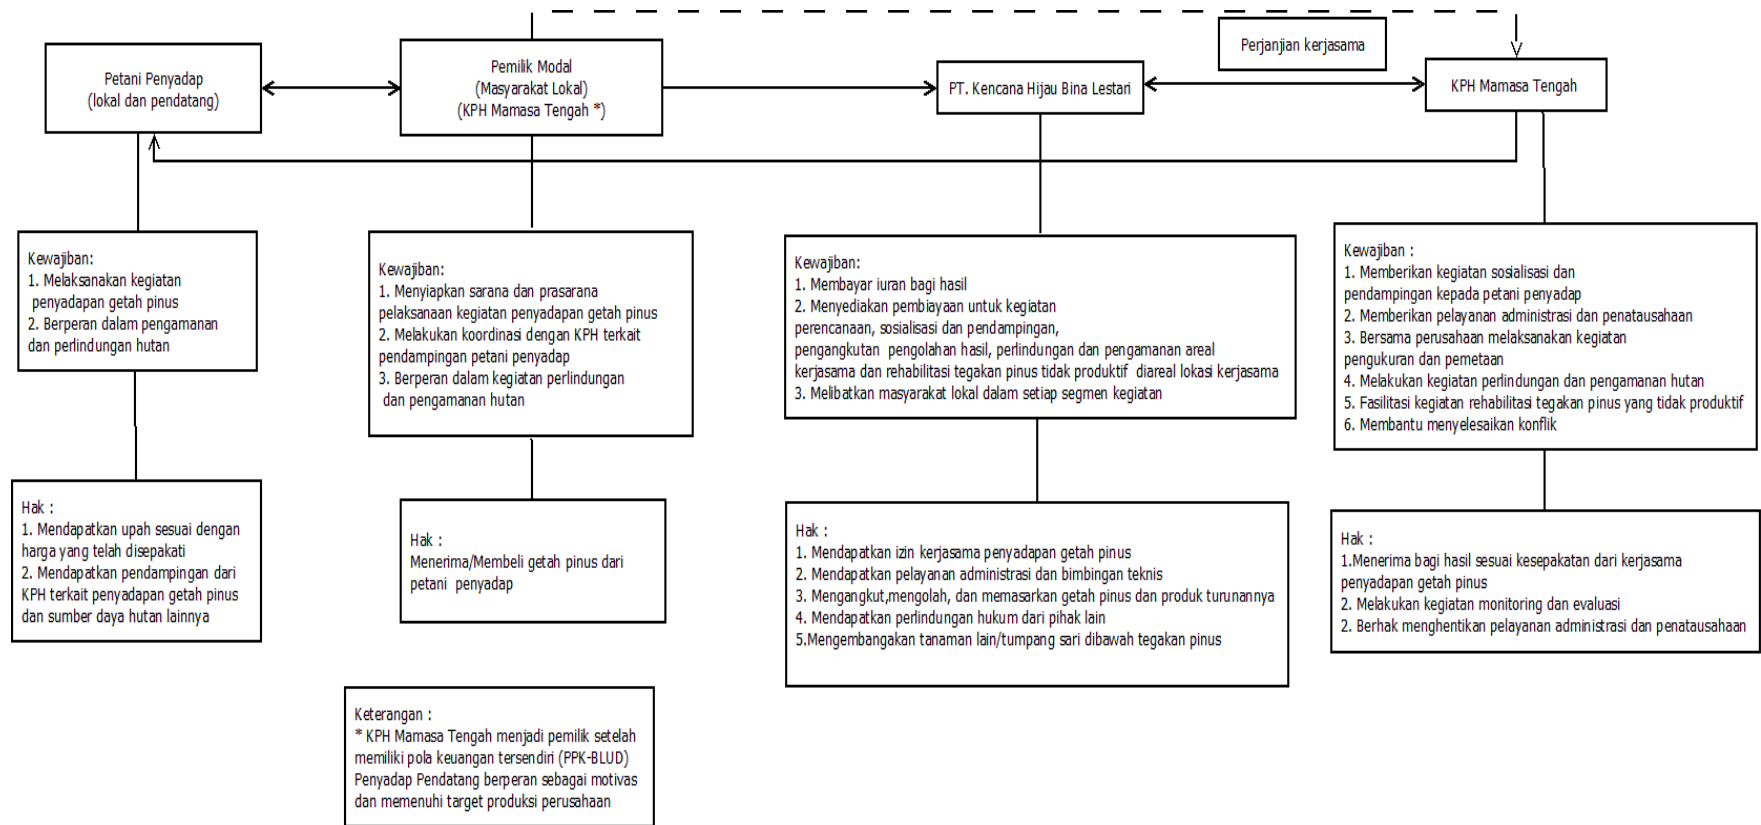 Perjanjian kerjasama
Petani Penyadap
(lokal dan pendatang)
Pemilik Modal
(Masyarakat Lokal)
(KPH Mamasa Tengah *)
PT. Kencana Hijau Bina Lestari
KPH Mamasa Tengah
Kewajiban:
1. Melaksanakan kegiatan
penyadapan getah pinus
2. Berperan dalam pengamanan
dan perlindungan hutan
Kewajiban:
1. Menyiapkan sarana dan prasarana
pelaksanaan kegiatan penyadapan getah pinus
2. Melakukan koordinasi dengan KPH terkait
pendampingan petani penyadap
3. Berperan dalam kegiatan perlindungan
dan pengamanan hutan
Kewajiban:
1. Membayar iuran bagi hasil
2. Menyediakan pembiayaan untuk kegiatan
perencanaan, sosialisasi dan pendampingan,
pengangkutan pengolahan hasil, perlindungan dan pengamanan areal
kerjasama dan rehabilitasi tegakan pinus tidak produktif diareal lokasi kerjasama
3. Melibatkan masyarakat lokal dalam setiap segmen kegiatan
Kewajiban :
1. Memberikan kegiatan sosialisasi dan
pendampingan kepada petani penyadap
2. Memberikan pelayanan administrasi dan penatausahaan
3. Bersama perusahaan melaksanakan kegiatan
pengukuran dan pemetaan
4. Melakukan kegiatan perlindungan dan pengamanan hutan
5. Fasilitasi kegiatan rehabilitasi tegakan pinus yang tidak produktif
6. Membantu menyelesaikan konflik
Hak :
1. Mendapatkan upah sesuai dengan
harga yang telah disepakati
2. Mendapatkan pendampingan dari
KPH terkait penyadapan getah pinus
dan sumber daya hutan lainnya
Hak :
Menerima/Membeli getah pinus dari
petani penyadap
Hak :
1. Mendapatkan izin kerjasama penyadapan getah pinus
2. Mendapatkan pelayanan administrasi dan bimbingan teknis
3. Mengangkut,mengolah, dan memasarkan getah pinus dan produk turunannya
4. Mendapatkan perlindungan hukum dari pihak lain
5.Mengembangakan tanaman lain/tumpang sari dibawah tegakan pinus
Hak :
1.Menerima bagi hasil sesuai kesepakatan dari kerjasama
penyadapan getah pinus
2. Melakukan kegiatan monitoring dan evaluasi
2. Berhak menghentikan pelayanan administrasi dan penatausahaan
Keterangan :
* KPH Mamasa Tengah menjadi pemilik setelah
memiliki pola keuangan tersendiri (PPK-BLUD)
Penyadap Pendatang berperan sebagai motivas
dan memenuhi target produksi perusahaan